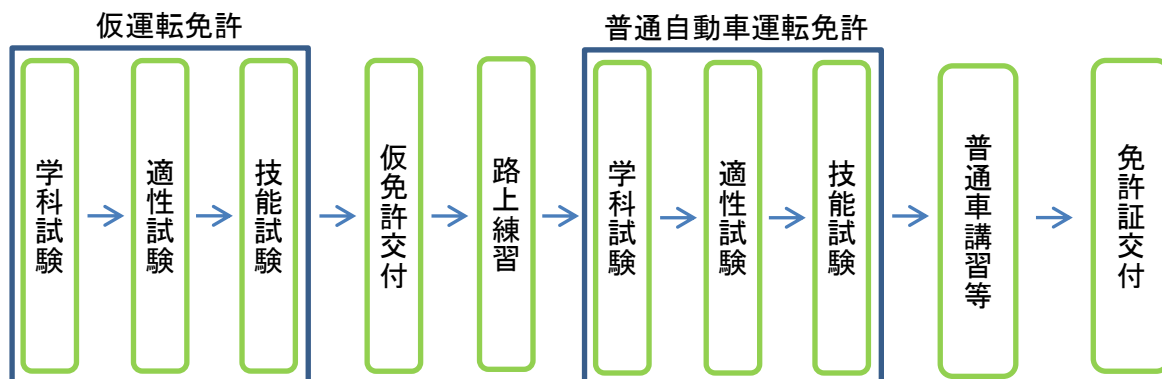 仮運転免許
普通自動車運転免許
学科試験
適性試験
技能試験
仮免許交付
路上練習
学科試験
適性試験
技能試験
普通車講習等
免許証交付